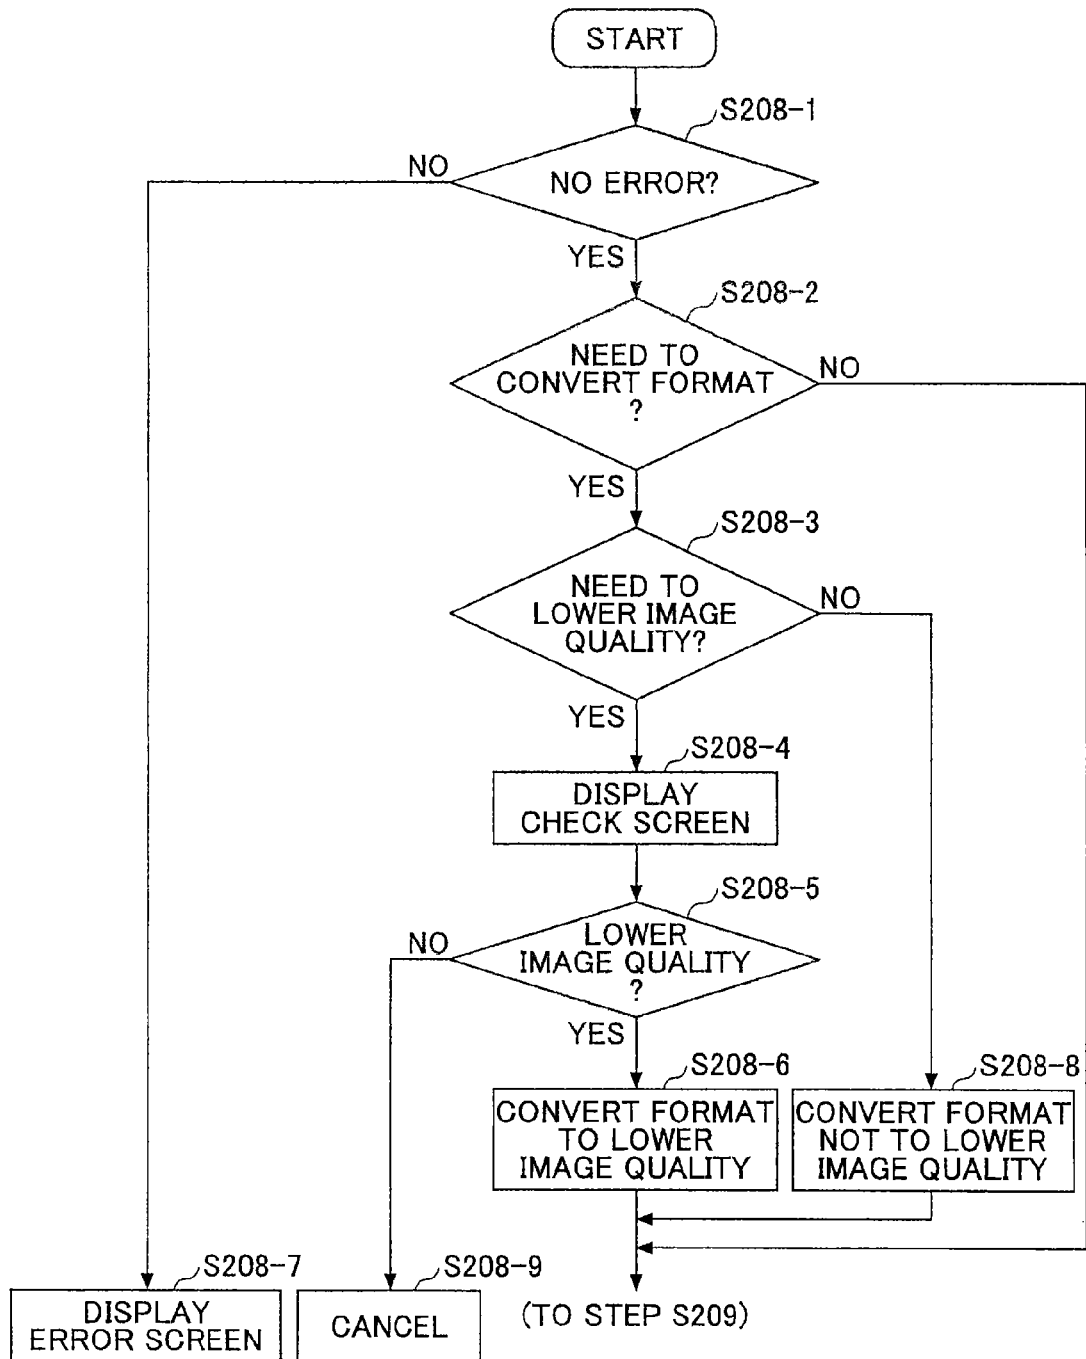 START
S208-1
NO
NO ERROR?
YES
S208-2
NEED TO
CONVERT FORMAT
?
NO
YES
S208-3
NEED TO
LOWER IMAGE
QUALITY?
NO
YES
S208-4
DISPLAY
CHECK SCREEN
S208-5
NO
LOWER
IMAGE QUALITY
?
YES
S208-6
S208-8
CONVERT FORMAT
TO LOWER
IMAGE QUALITY
CONVERT FORMAT
NOT TO LOWER
IMAGE QUALITY
S208-7
S208-9
DISPLAY
ERROR SCREEN
CANCEL
(TO STEP S209)